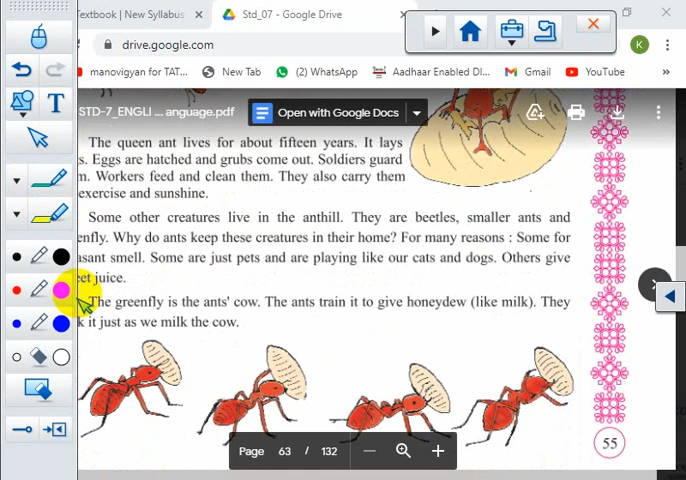 Textbook | New Syllabus
Std_07 - Google Drive
drive.google.com
K
manovigyan for TAT...
New Tab
(2) WhatsApp
Aadhaar Enabled DI...
Gmail
YouTube
»
STD-7_ENGLI ... anguage.pdf
Open with Google Docs
The queen ant lives for about fifteen years. It lays
s. Eggs are hatched and grubs come out. Soldiers guard
m. Workers feed and clean them. They also carry them
exercise and sunshine.
Some other creatures live in the anthill. They are beetles, smaller ants and
enfly. Why do ants keep these creatures in their home? For many reasons : Some for
asant smell. Some are just pets and are playing like our cats and dogs. Others give
eet juice.
The greenfly is the ants' cow. The ants train it to give honeydew (like milk). They
k it just as we milk the cow.
T
Page 63 / 132
55